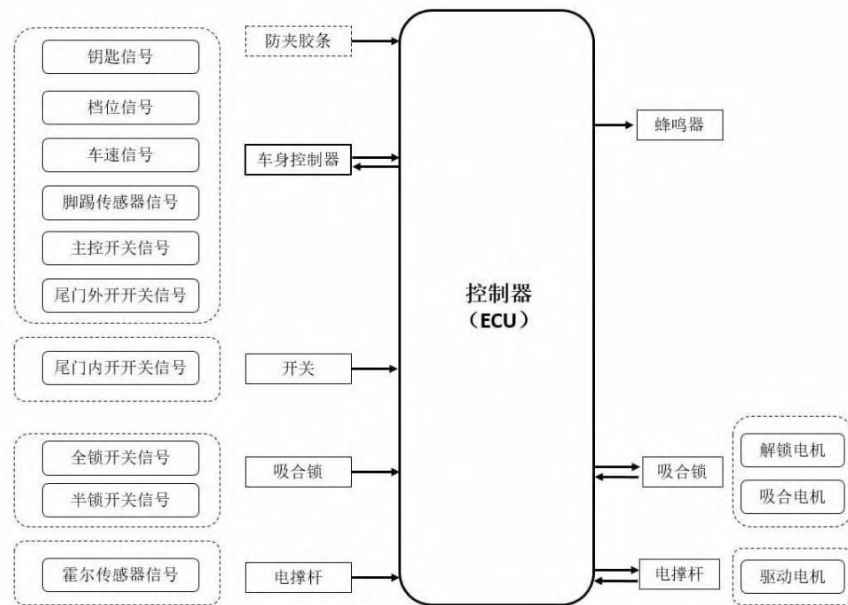 钥匙信号
档位信号
车速信号
脚踢传感器信号
主控开关信号
尾门外开开关信号
尾门内开开关信号
全锁开关信号
半锁开关信号
霍尔传感器信号
防夹胶条
车身控制器
开关
吸合锁
电撑杆
控制器
（ECU）
蜂鸣器
吸合锁
电撑杆
解锁电机
吸合电机
驱动电机